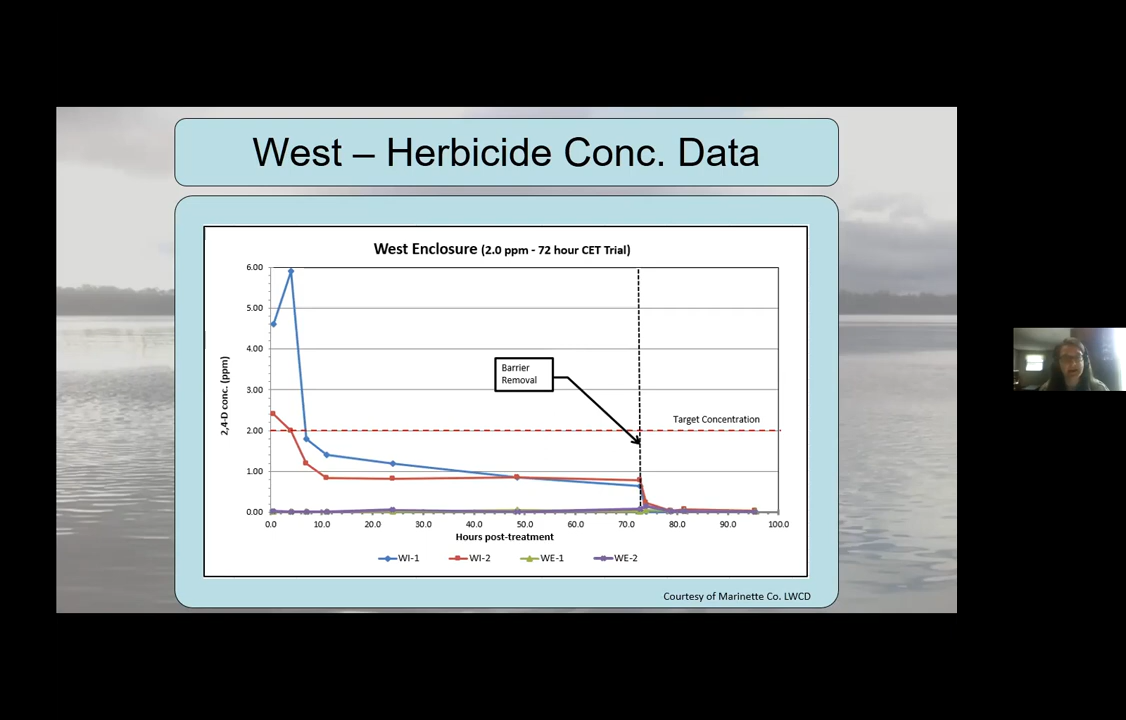 West – Herbicide Conc. Data
West Enclosure (2.0 ppm - 72 hour CET Trial)
6.00
5.00
4.00
3.00
2.00
1.00
0.00
2,4-D conc. (ppm)
Barrier
Removal
Target Concentration
0.0 10.0 20.0 30.0 40.0 50.0 60.0 70.0 80.0 90.0 100.0
Hours post-treatment
WI-1 WI-2 WE-1 WE-2
Courtesy of Marinette Co. LWCD